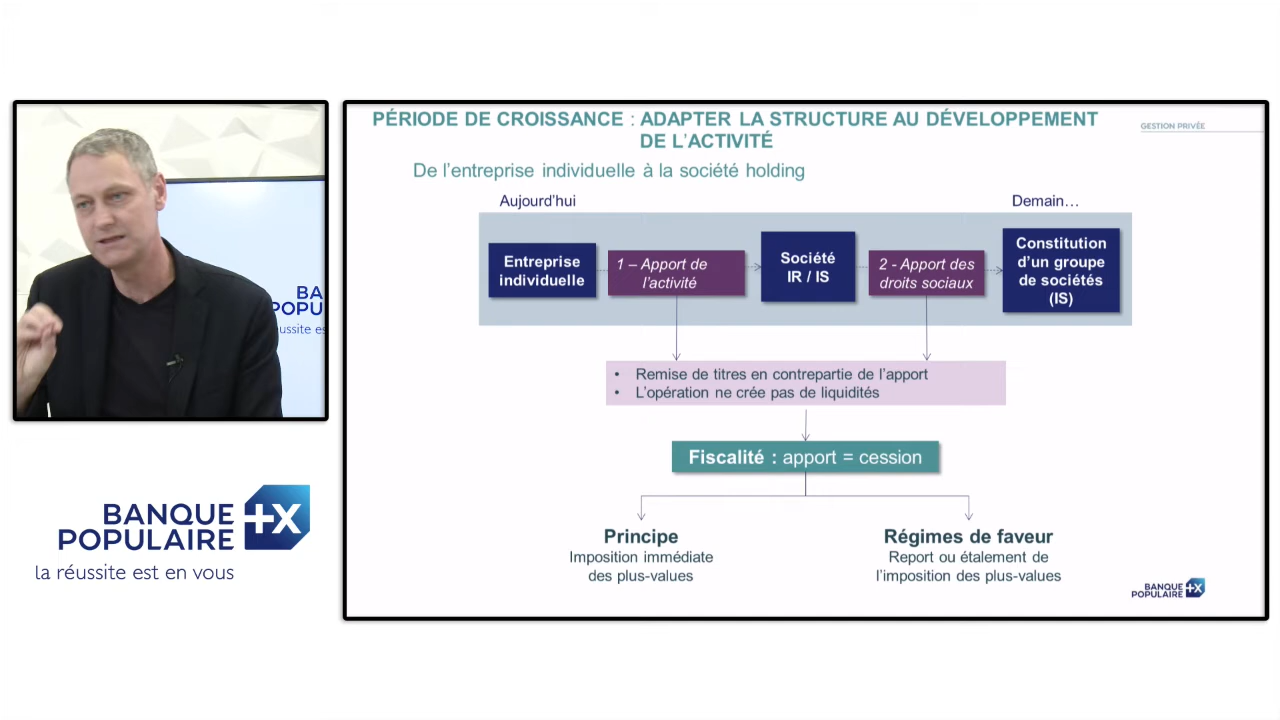 PÉRIODE DE CROISSANCE : ADAPTER LA STRUCTURE AU DÉVELOPPEMENT
DE L'ACTIVITÉ
GESTION PRIVÉE
De l'entreprise individuelle à la société holding
Aujourd'hui
Demain…
Entreprise
individuelle
1 – Apport de
l'activité
Société
IR / IS
2 - Apport des
droits sociaux
Constitution
d'un groupe
de sociétés
(IS)
• Remise de titres en contrepartie de l'apport
• L'opération ne crée pas de liquidités
Fiscalité : apport = cession
Principe
Imposition immédiate
des plus-values
Régimes de faveur
Report ou étalement de
l'imposition des plus-values
BANQUE
POPULAIRE
+X
BA
POPU
ussite es
BANQUE
POPULAIRE
+X
la réussite est en vous